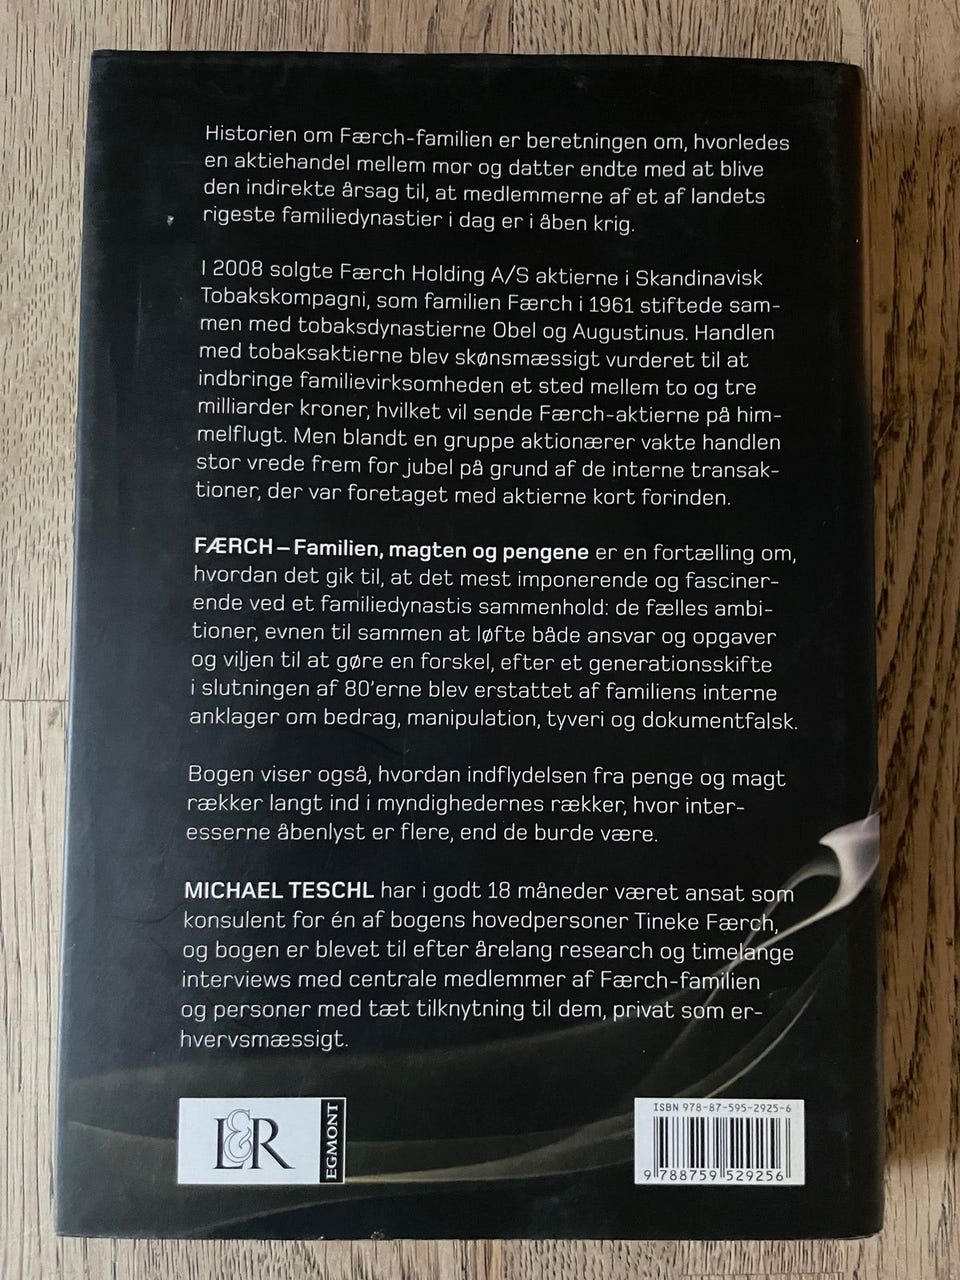 Historien om Færch-familien er beretningen om, hvorledes
en aktiehandel mellem mor og datter endte med at blive
den indirekte årsag til, at medlemmerne af et af landets
rigeste familiedynastier i dag er i åben krig.
I 2008 solgte Færch Holding A/S aktierne i Skandinavisk
Tobakskompagni, som familien Færch i 1961 stiftede sam-
men med tobaksdynastierne Obel og Augustinus. Handlen
med tobaksaktierne blev skønsmæssigt vurderet til at
indbringe familievirksomheden et sted mellem to og tre
milliarder kroner, hvilket vil sende Færch-aktierne på him-
melflugt. Men blandt en gruppe aktionærer vakte handlen
stor vrede frem for jubel på grund af de interne transak-
tioner, der var foretaget med aktierne kort forinden.
FÆRCH – Familien, magten og pengene er en fortælling om,
hvordan det gik til, at det mest imponerende og fasciner-
ende ved et familiedynastis sammenhold: de fælles ambi-
tioner, evnen til sammen at løfte både ansvar og opgaver
og viljen til at gøre en forskel, efter et generationsskifte
i slutningen af 80'erne blev erstattet af familiens interne
anklager om bedrag, manipulation, tyveri og dokumentfalsk.
Bogen viser også, hvordan indflydelsen fra penge og magt
rækker langt ind i myndighedernes rækker, hvor inter-
esserne åbenlyst er flere, end de burde være.
MICHAEL TESCHL har i godt 18 måneder været ansat som
konsulent for én af bogens hovedpersoner Tineke Færch,
og bogen er blevet til efter årelang research og timelange
interviews med centrale medlemmer af Færch-familien
og personer med tæt tilknytning til dem, privat som er-
hvervsmæssigt.
L&R
EGMONT
ISBN 978-87-595-2925-6
9 788759 529256